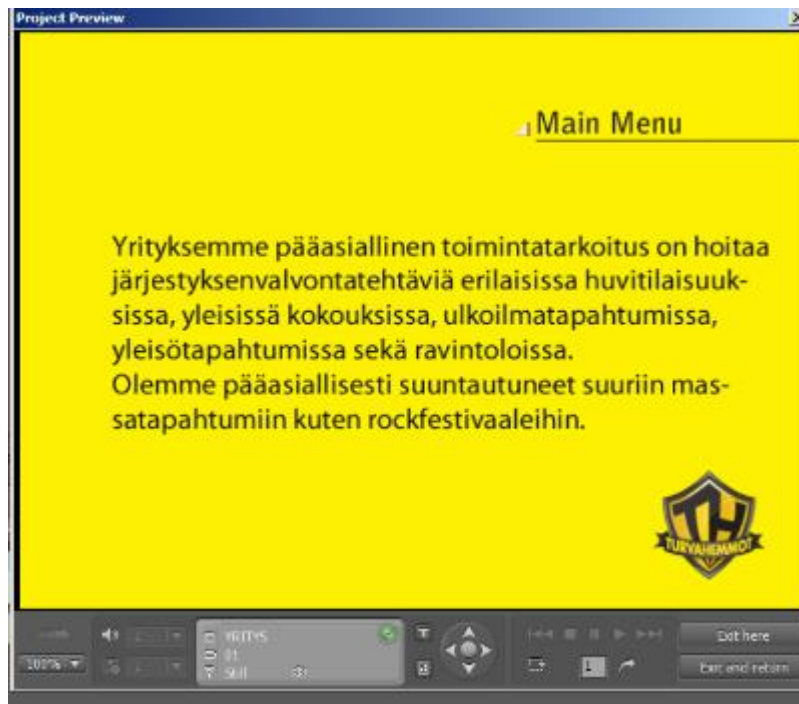 Project Preview
Main Menu
Yrityksemme pääasiallinen toimintatarkoitus on hoitaa
järjestyksenvalvontatehtäviä erilaisissa huvitilaisuuk-
sissa, yleisissä kokouksissa, ulkoilmatapahtumissa,
yleisötapahtumissa sekä ravintoloissa.
Olemme pääasiallisesti suuntautuneet suuriin mas-
satapahtumiin kuten rockfestivaaleihin.
TH
TURVAHEMMOT
YRITYS
Exit here
01
100%
Still
Exit and return